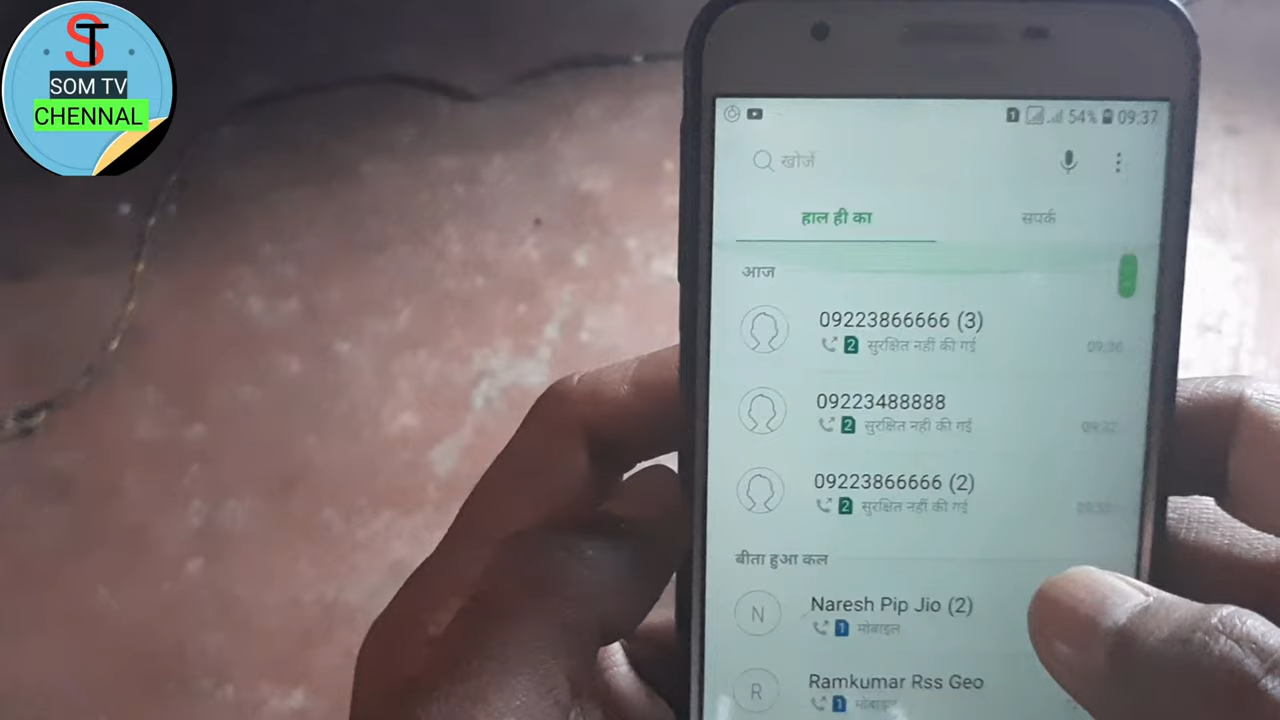 ST
SOM TV
CHENNAL
54% 09:37
खोजें
हाल ही का
संपर्क
आज
09223866666 (3)
2 सुरक्षित नहीं की गई
09:36
09223488888
2 सुरक्षित नहीं की गई
09:32
09223866666 (2)
2 सुरक्षित नहीं की गई
बीता हुआ कल
N
Naresh Pip Jio (2)
1 मोबाइल
R
Ramkumar Rss Geo
1 मोबाइल